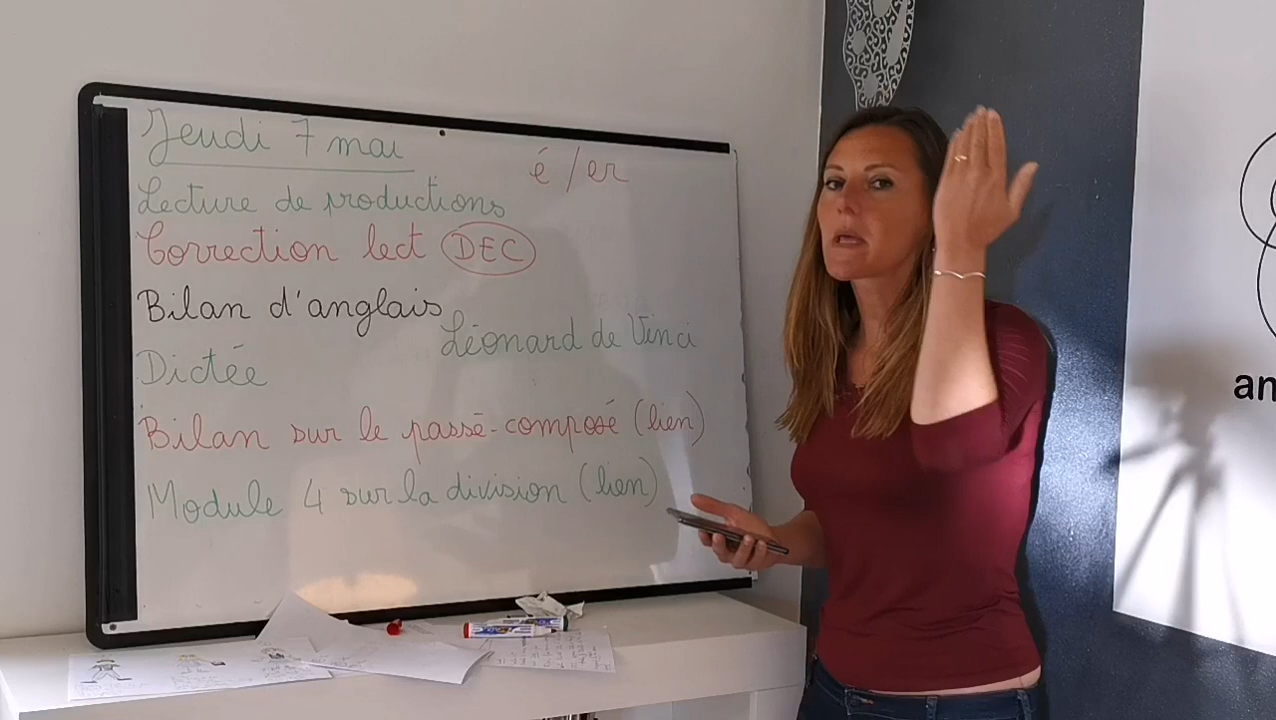 Jeudi 7 mai
é / er
Lecture de productions
Correction lect DEC
Bilan d'anglais
Léonard de Vinci
Dictée
Bilan sur le passé-composé (lien)
Module 4 sur la division (lien)
an